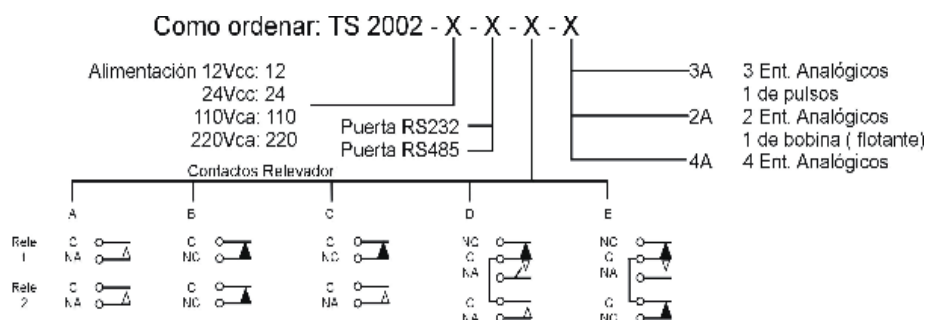 Como ordenar: TS 2002 - X - X - X - X
Alimentación 12Vcc: 12
24Vcc: 24
110Vca: 110
220Vca: 220
Puerta RS232
Puerta RS485
3A 3 Ent. Analógicos
1 de pulsos
2A 2 Ent. Analógicos
1 de bobina ( flotante)
4A 4 Ent. Analógicos
Contactos Relevador
A B C D E
Rele 1
C NA
C NC
C NC
NC C NA
NC C NA
Rele 2
C NA
C NC
C NA
C NA
C NC